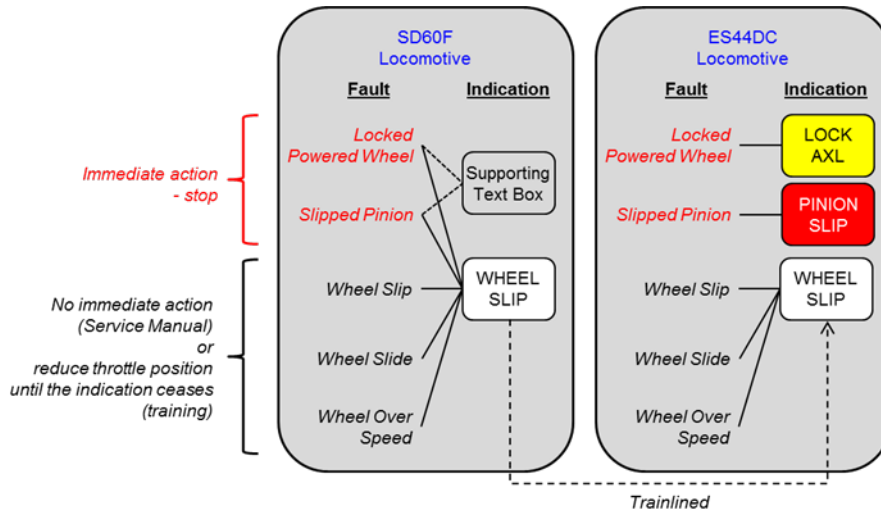 SD60F
Locomotive
Fault
Indication
Locked
Powered Wheel
Supporting
Text Box
Slipped Pinion
Wheel Slip
WHEEL
SLIP
Wheel Slide
Wheel Over
Speed
ES44DC
Locomotive
Fault
Indication
Locked
Powered Wheel
LOCK
AXL
Slipped Pinion
PINION
SLIP
Wheel Slip
WHEEL
SLIP
Wheel Slide
Wheel Over
Speed
Immediate action
- stop
No immediate action
(Service Manual)
or
reduce throttle position
until the indication ceases
(training)
Trainlined